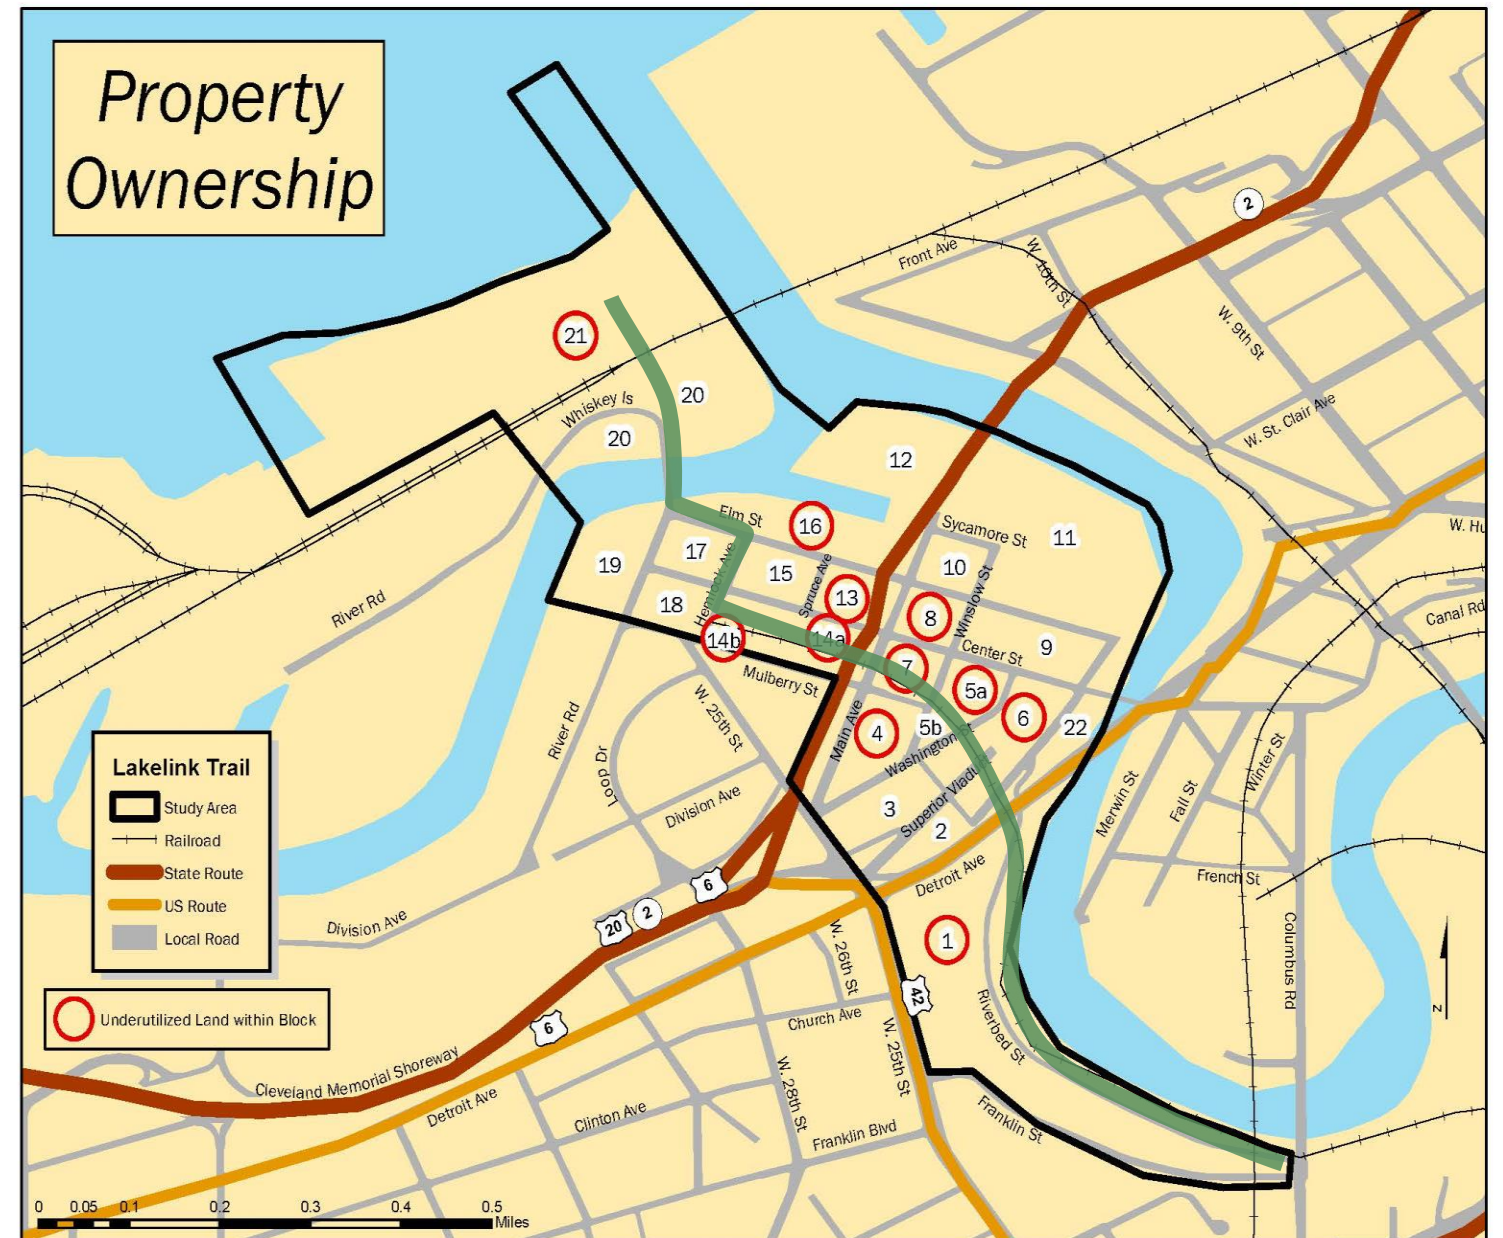 Property
Ownership
2
Front Ave
W. 10th St
W. 9th St
21
Whiskey Is
20
20
W. St. Clair Ave
12
Elm St
16
Sycamore St
11
W. Hu
17
19
15
10
Hemlock Ave
Spruce Ave
13
Winslow St
18
8
Canal Rd
River Rd
14b
14a
9
Center St
7
Mulberry St
5a
6
W. 25th St
22
River Rd
Main Ave
4
5b
Washington St
Loop Dr
Superior Viaduct
Merwin St
Fall St
Winter St
Division Ave
3
2
Lakelink Trail
Study Area
Railroad
State Route
US Route
Local Road
6
Detroit Ave
French St
20
2
Division Ave
1
W. 26th St
42
Columbus Rd
Underutilized Land within Block
6
Church Ave
Riverbed St
W. 25th St
z
Cleveland Memorial Shoreway
W. 28th St
Detroit Ave
Clinton Ave
Franklin Blvd
Franklin St
0 0.05 0.1 0.2 0.3 0.4 0.5
Miles